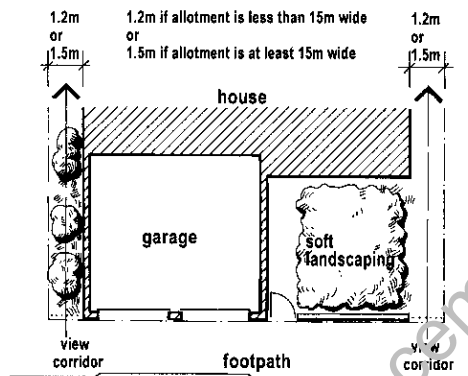 1.2m
or
1.5m
1.2m if allotment is less than 15m wide
or
1.5m if allotment is at least 15m wide
1.2m
or
1.5m
house
garage
soft
landscaping
view
corridor
footpath
view
corridor
cem